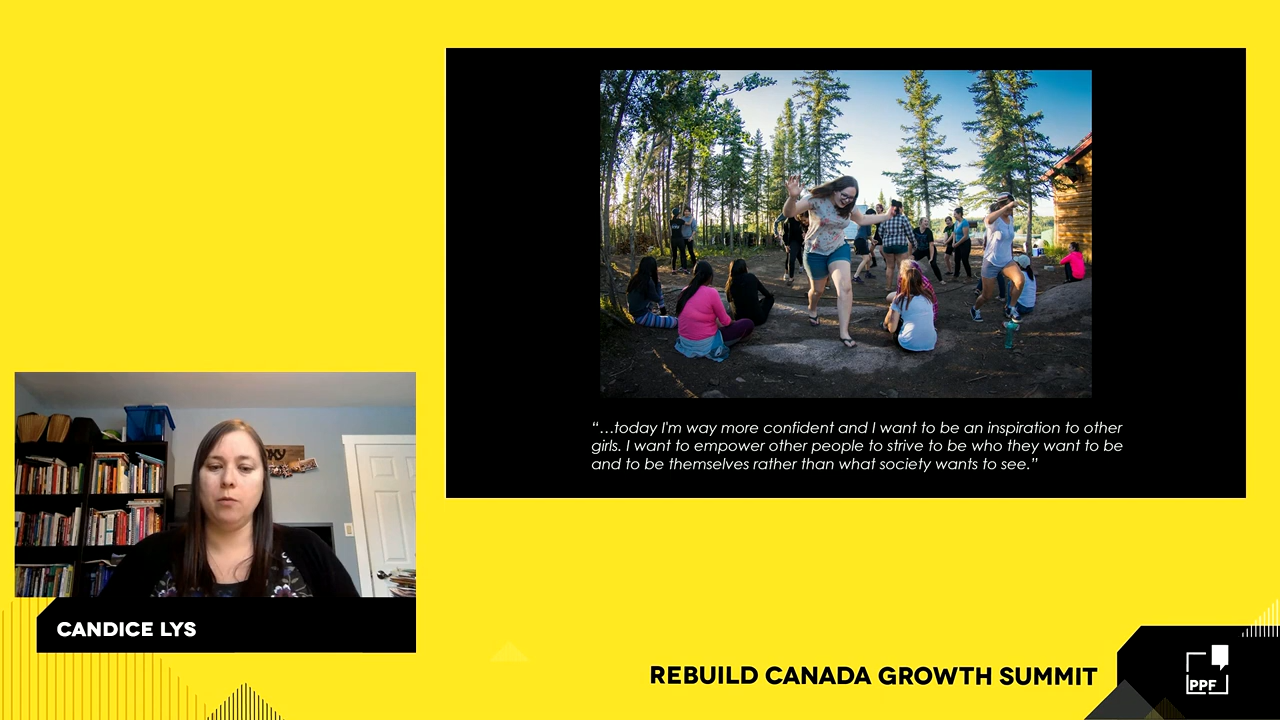 “…today I'm way more confident and I want to be an inspiration to other
girls. I want to empower other people to strive to be who they want to be
and to be themselves rather than what society wants to see.”
CANDICE LYS
REBUILD CANADA GROWTH SUMMIT
PPF